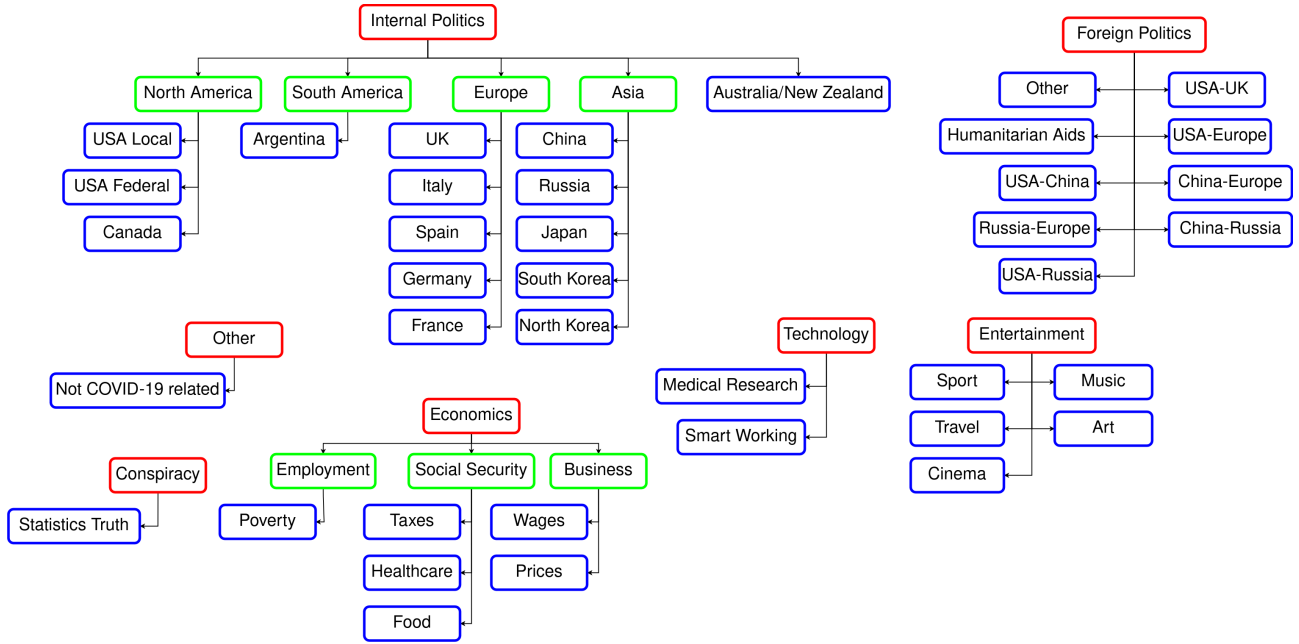 Internal Politics
North America
South America
Europe
Asia
Australia/New Zealand
USA Local
USA Federal
Canada
Argentina
UK
Italy
Spain
Germany
France
China
Russia
Japan
South Korea
North Korea
Foreign Politics
Other
USA-UK
Humanitarian Aids
USA-Europe
USA-China
China-Europe
Russia-Europe
China-Russia
USA-Russia
Other
Not COVID-19 related
Technology
Medical Research
Smart Working
Entertainment
Sport
Music
Travel
Art
Cinema
Economics
Employment
Social Security
Business
Poverty
Taxes
Healthcare
Food
Wages
Prices
Conspiracy
Statistics Truth